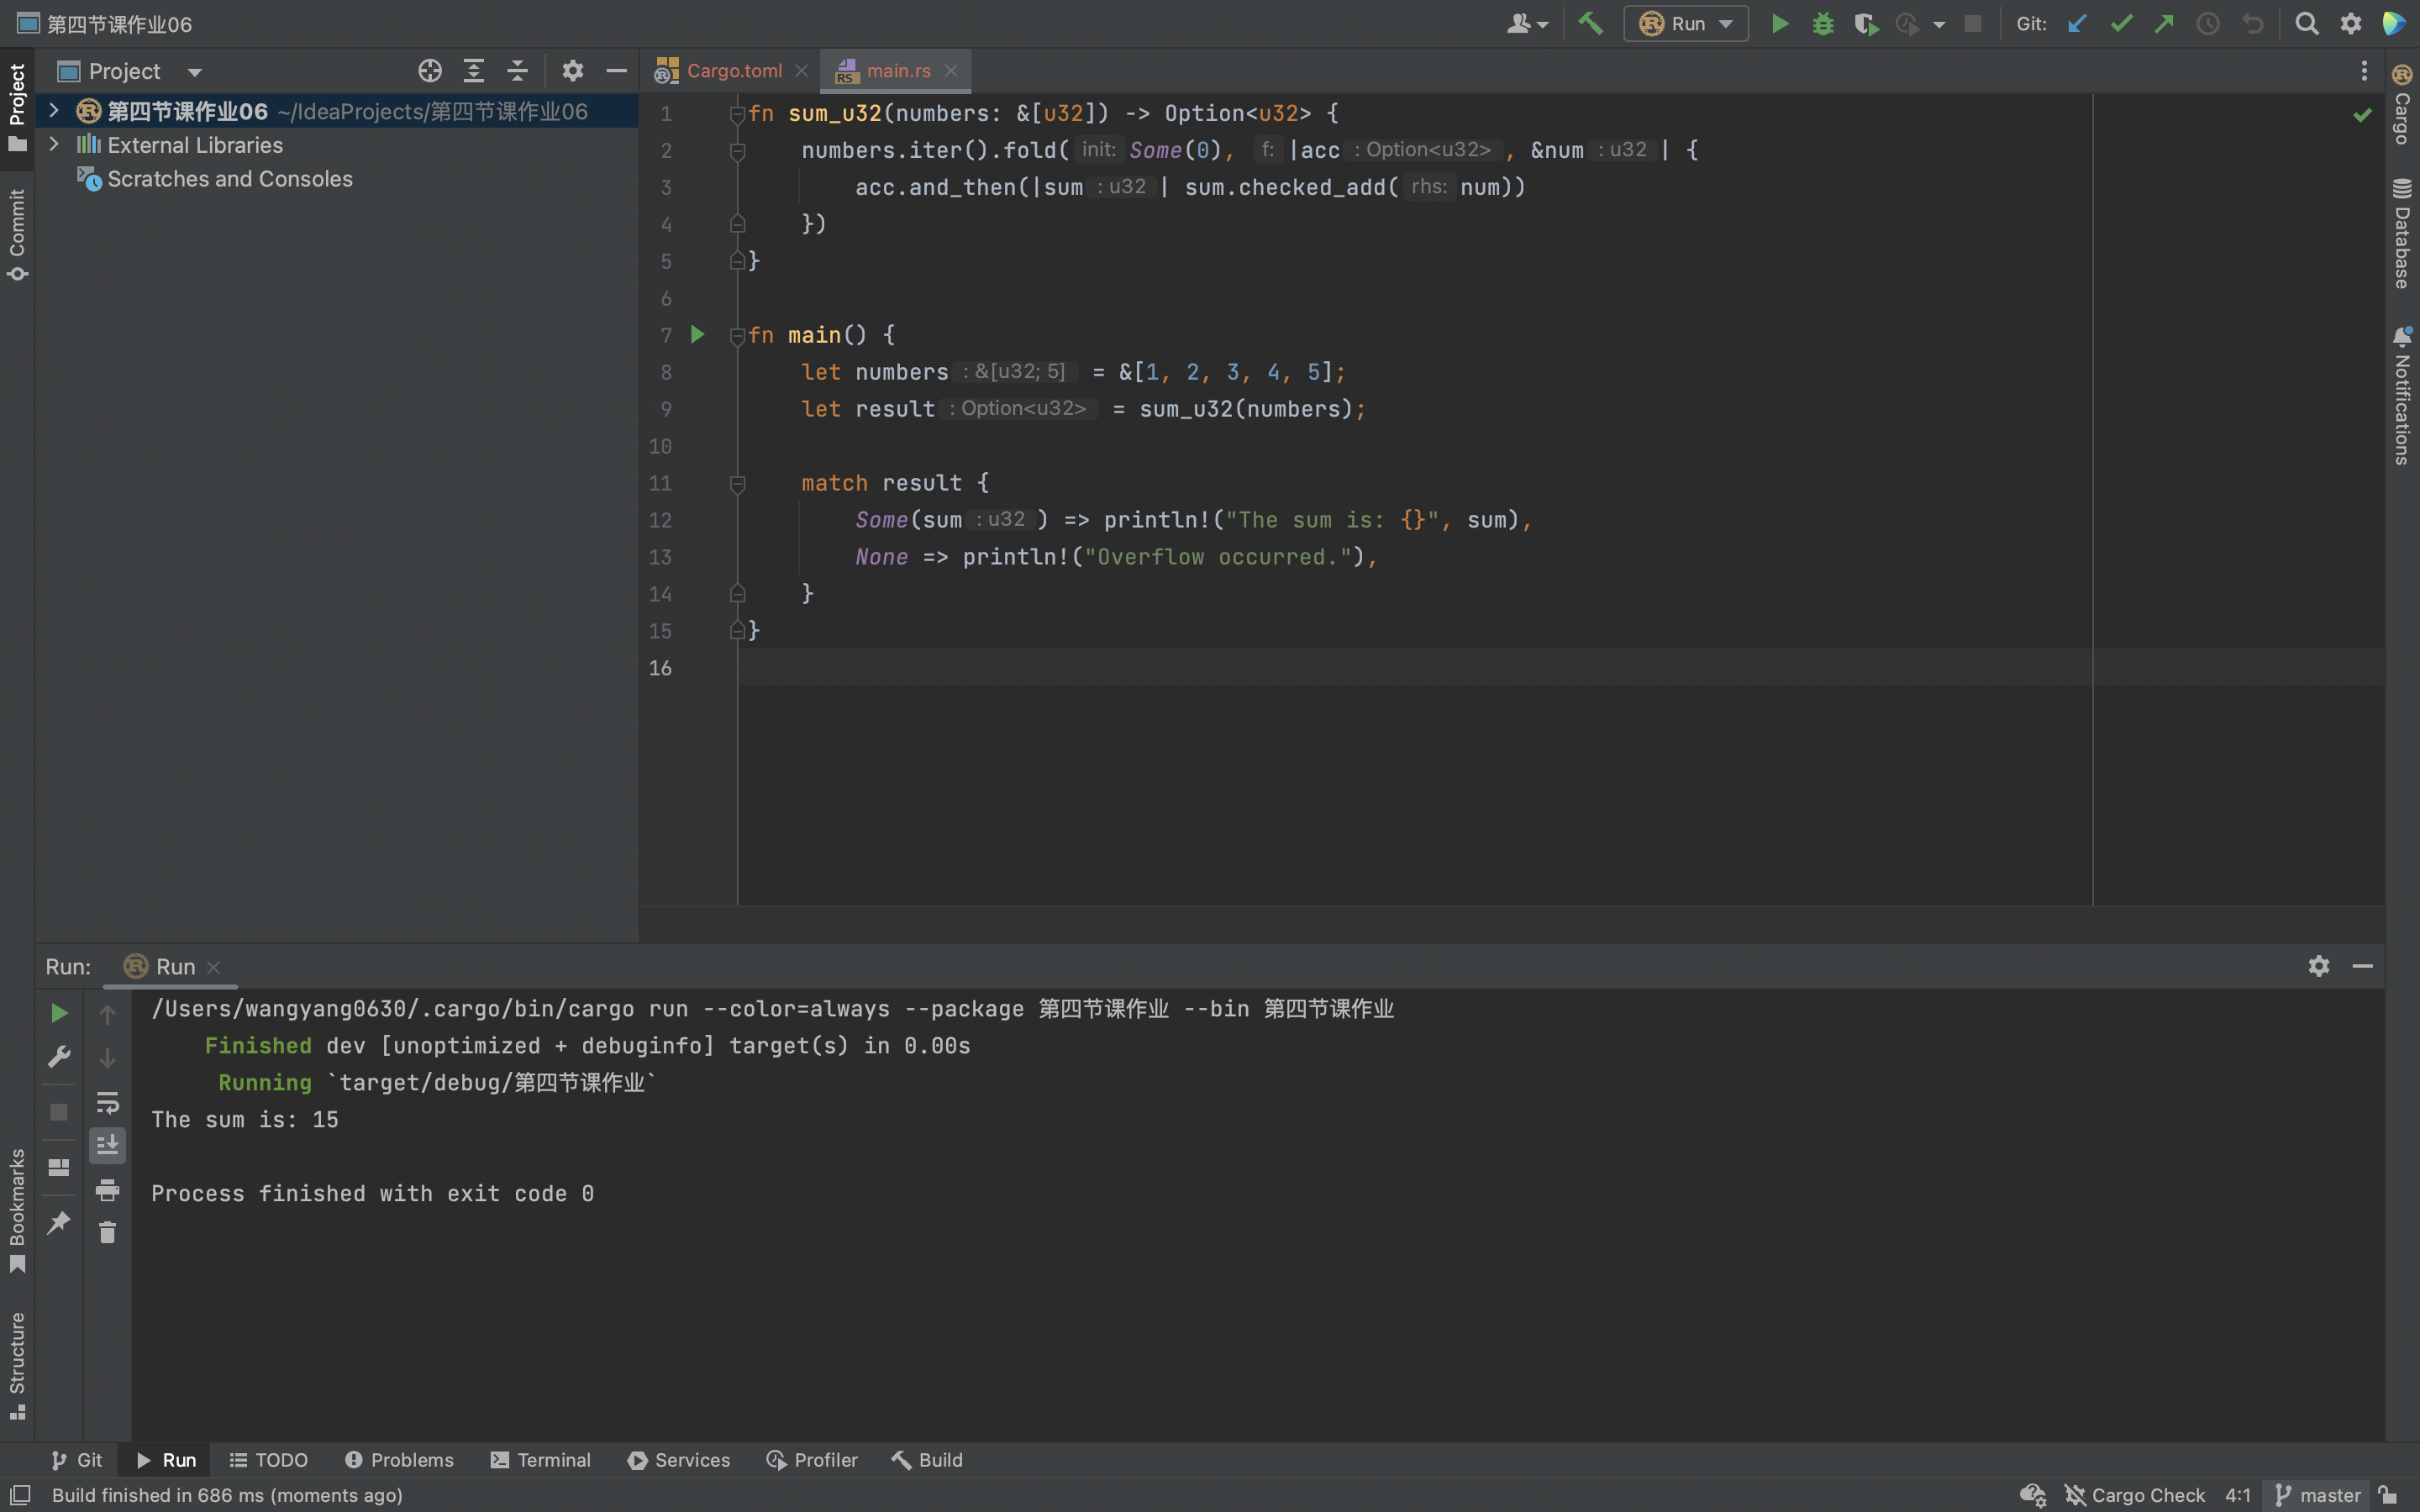 第四节课作业06
Run
Git:
Project
Cargo.toml
main.rs
Project
Commit
Bookmarks
Structure
第四节课作业06 ~/IdeaProjects/第四节课作业06
External Libraries
Scratches and Consoles
1 fn sum_u32(numbers: &[u32]) -> Option<u32> {
2 numbers.iter().fold( init: Some(0), f: |acc : Option<u32> , &num : u32 | {
3 acc.and_then(|sum : u32 | sum.checked_add( rhs: num))
4 })
5 }
6
7 fn main() {
8 let numbers : &[u32; 5] = &[1, 2, 3, 4, 5];
9 let result : Option<u32> = sum_u32(numbers);
10
11 match result {
12 Some(sum : u32 ) => println!("The sum is: {}", sum),
13 None => println!("Overflow occurred."),
14 }
15 }
16
Cargo
Database
Notifications
Run:
Run
/Users/wangyang0630/.cargo/bin/cargo run --color=always --package 第四节课作业 --bin 第四节课作业
Finished dev [unoptimized + debuginfo] target(s) in 0.00s
Running `target/debug/第四节课作业`
The sum is: 15
Process finished with exit code 0
Git
Run
TODO
Problems
Terminal
Services
Profiler
Build
Build finished in 686 ms (moments ago)
Cargo Check
4:1
master